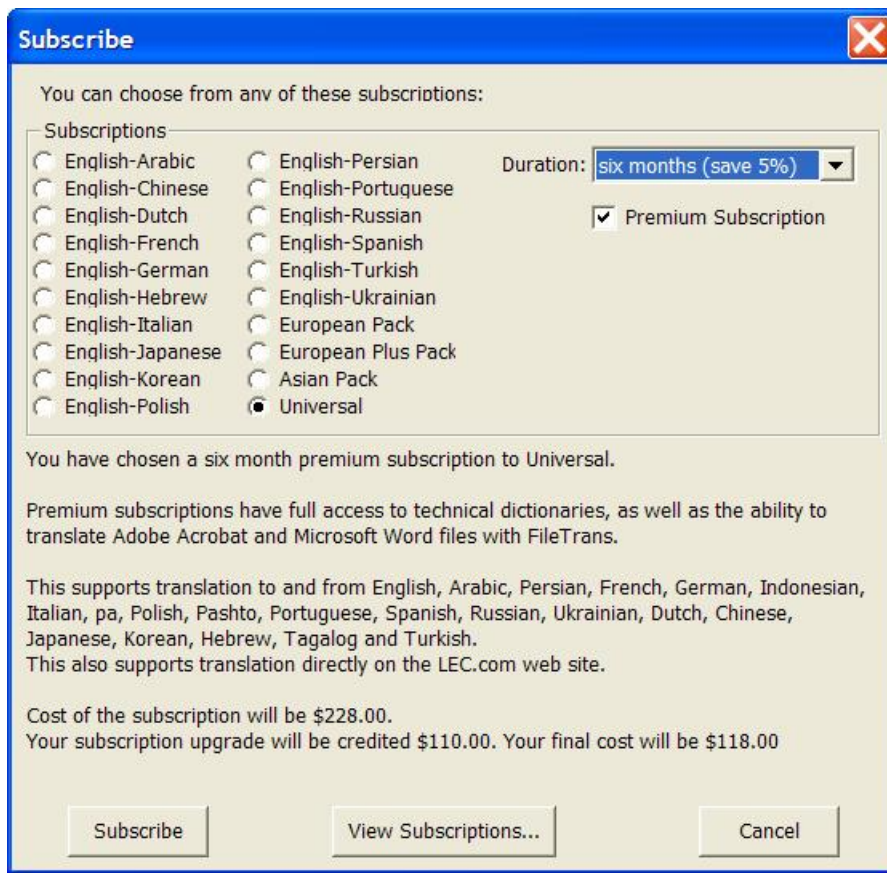 Subscribe
You can choose from any of these subscriptions:
Subscriptions
English-Arabic
English-Chinese
English-Dutch
English-French
English-German
English-Hebrew
English-Italian
English-Japanese
English-Korean
English-Polish
English-Persian
English-Portuguese
English-Russian
English-Spanish
English-Turkish
English-Ukrainian
European Pack
European Plus Pack
Asian Pack
Universal
Duration: six months (save 5%)
Premium Subscription
You have chosen a six month premium subscription to Universal.
Premium subscriptions have full access to technical dictionaries, as well as the ability to
translate Adobe Acrobat and Microsoft Word files with FileTrans.
This supports translation to and from English, Arabic, Persian, French, German, Indonesian,
Italian, pa, Polish, Pashto, Portuguese, Spanish, Russian, Ukrainian, Dutch, Chinese,
Japanese, Korean, Hebrew, Tagalog and Turkish.
This also supports translation directly on the LEC.com web site.
Cost of the subscription will be $228.00.
Your subscription upgrade will be credited $110.00. Your final cost will be $118.00
Subscribe
View Subscriptions...
Cancel